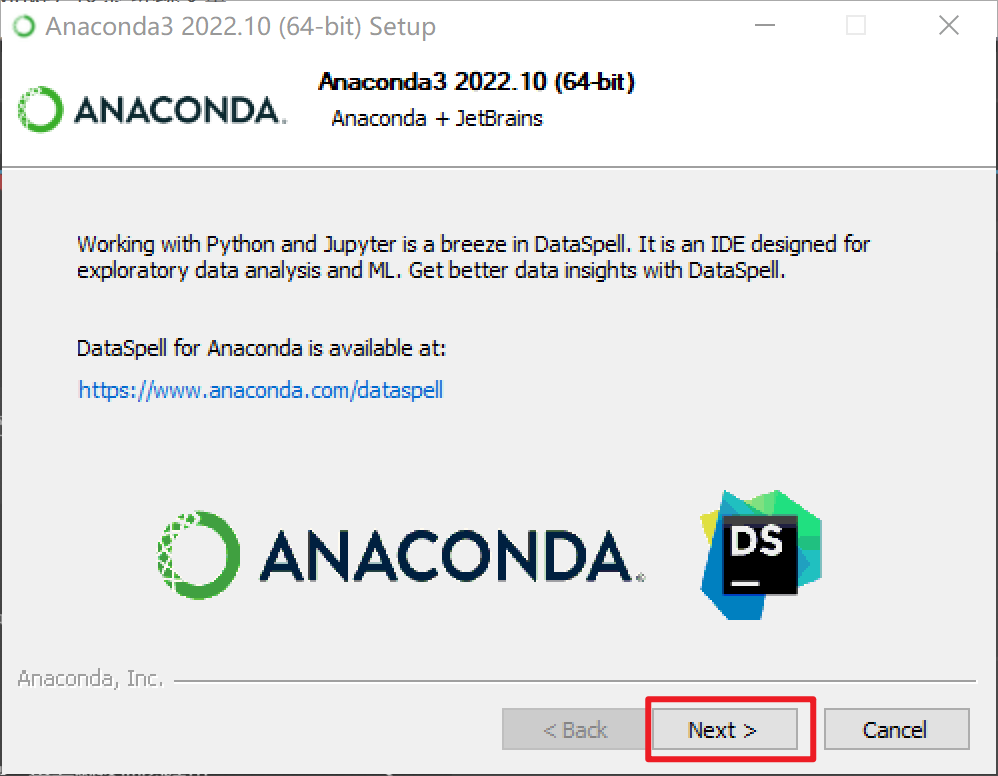 Anaconda3 2022.10 (64-bit) Setup
ANACONDA.
Anaconda3 2022.10 (64-bit)
Anaconda + JetBrains
Working with Python and Jupyter is a breeze in DataSpell. It is an IDE designed for
exploratory data analysis and ML. Get better data insights with DataSpell.
DataSpell for Anaconda is available at:
https://www.anaconda.com/dataspell
ANACONDA.
DS
Anaconda, Inc.
< Back
Next >
Cancel